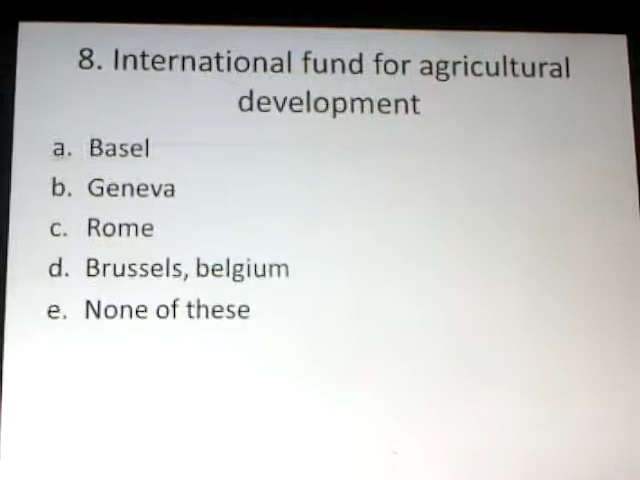 8. International fund for agricultural
development
a. Basel
b. Geneva
c. Rome
d. Brussels, belgium
e. None of these